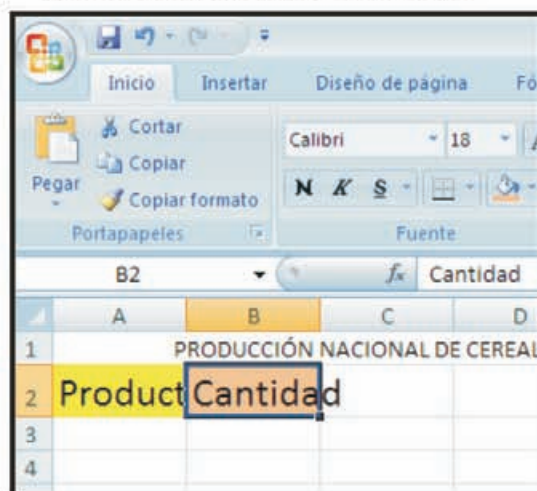 Inicio Insertar Diseño de página Fó
Cortar
Copiar
Pegar
Copiar formato
Calibri 18 A
N K S
Portapapeles Fuente
B2 fx Cantidad
A B C D
1 PRODUCCIÓN NACIONAL DE CEREAL
2 Product Cantidad
3
4